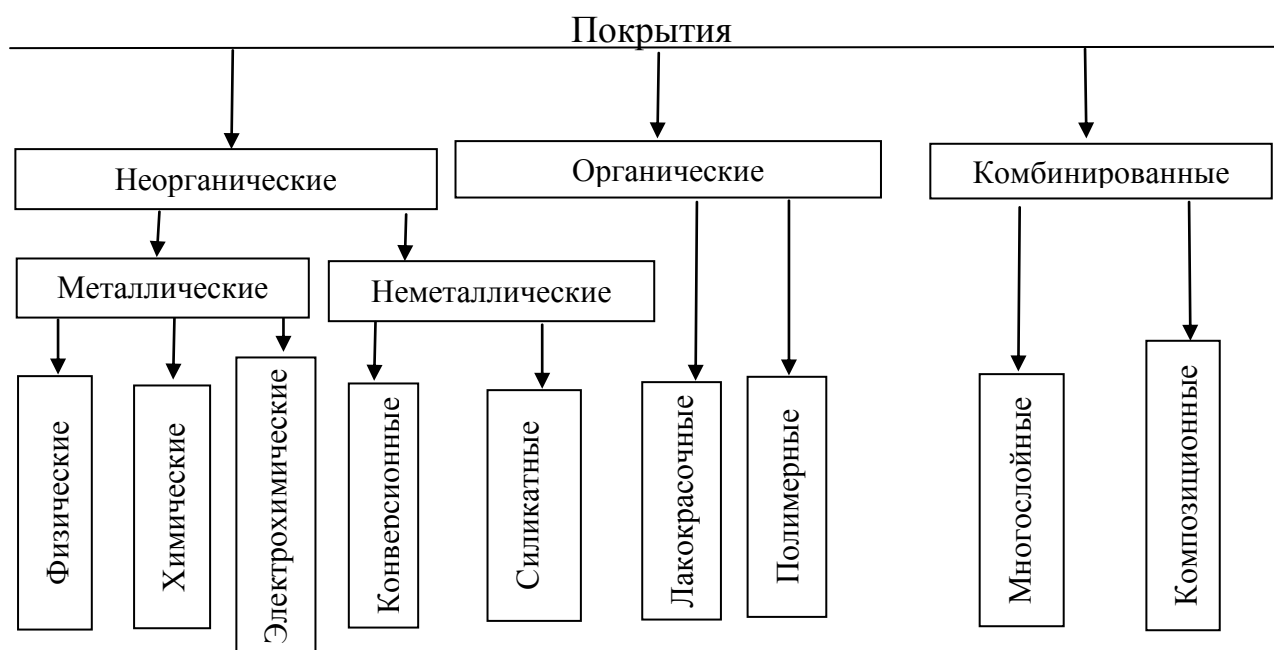 Покрытия
Неорганические
Органические
Комбинированные
Металлические
Неметаллические
Физические
Химические
Электрохимические
Конверсионные
Силикатные
Лакокрасочные
Полимерные
Многослойные
Композиционные